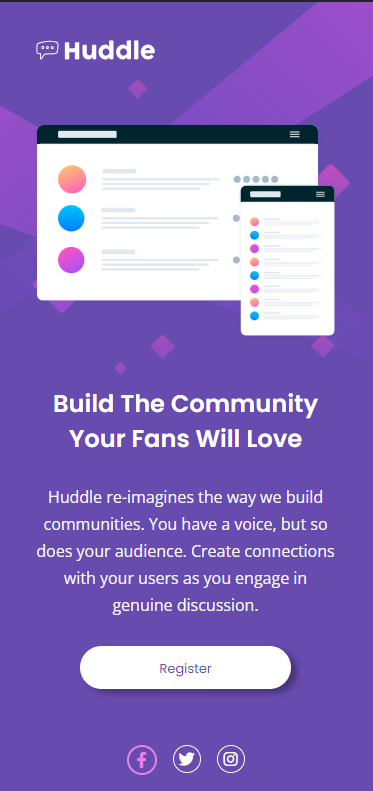 Huddle
Build The Community
Your Fans Will Love
Huddle re-imagines the way we build
communities. You have a voice, but so
does your audience. Create connections
with your users as you engage in
genuine discussion.
Register